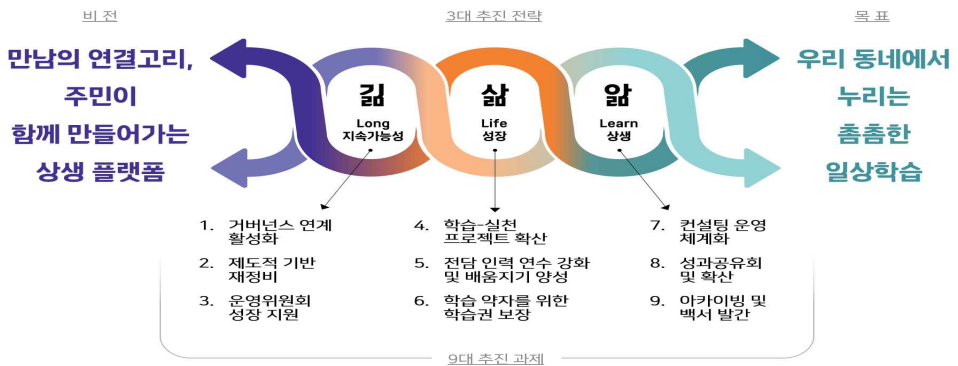 비 전
3대 추진 전략
목 표
만남의 연결고리,
주민이
함께 만들어가는
상생 플랫폼
긺
Long
지속가능성
삶
Life
성장
앎
Learn
상생
우리 동네에서
누리는
촘촘한
일상학습
1. 거버넌스 연계
활성화
2. 제도적 기반
재정비
3. 운영위원회
성장 지원
4. 학습-실천
프로젝트 확산
5. 전담 인력 연수 강화
및 배움지기 양성
6. 학습 약자를 위한
학습권 보장
7. 컨설팅 운영
체계화
8. 성과공유회
및 확산
9. 아카이빙 및
백서 발간
9대 추진 과제